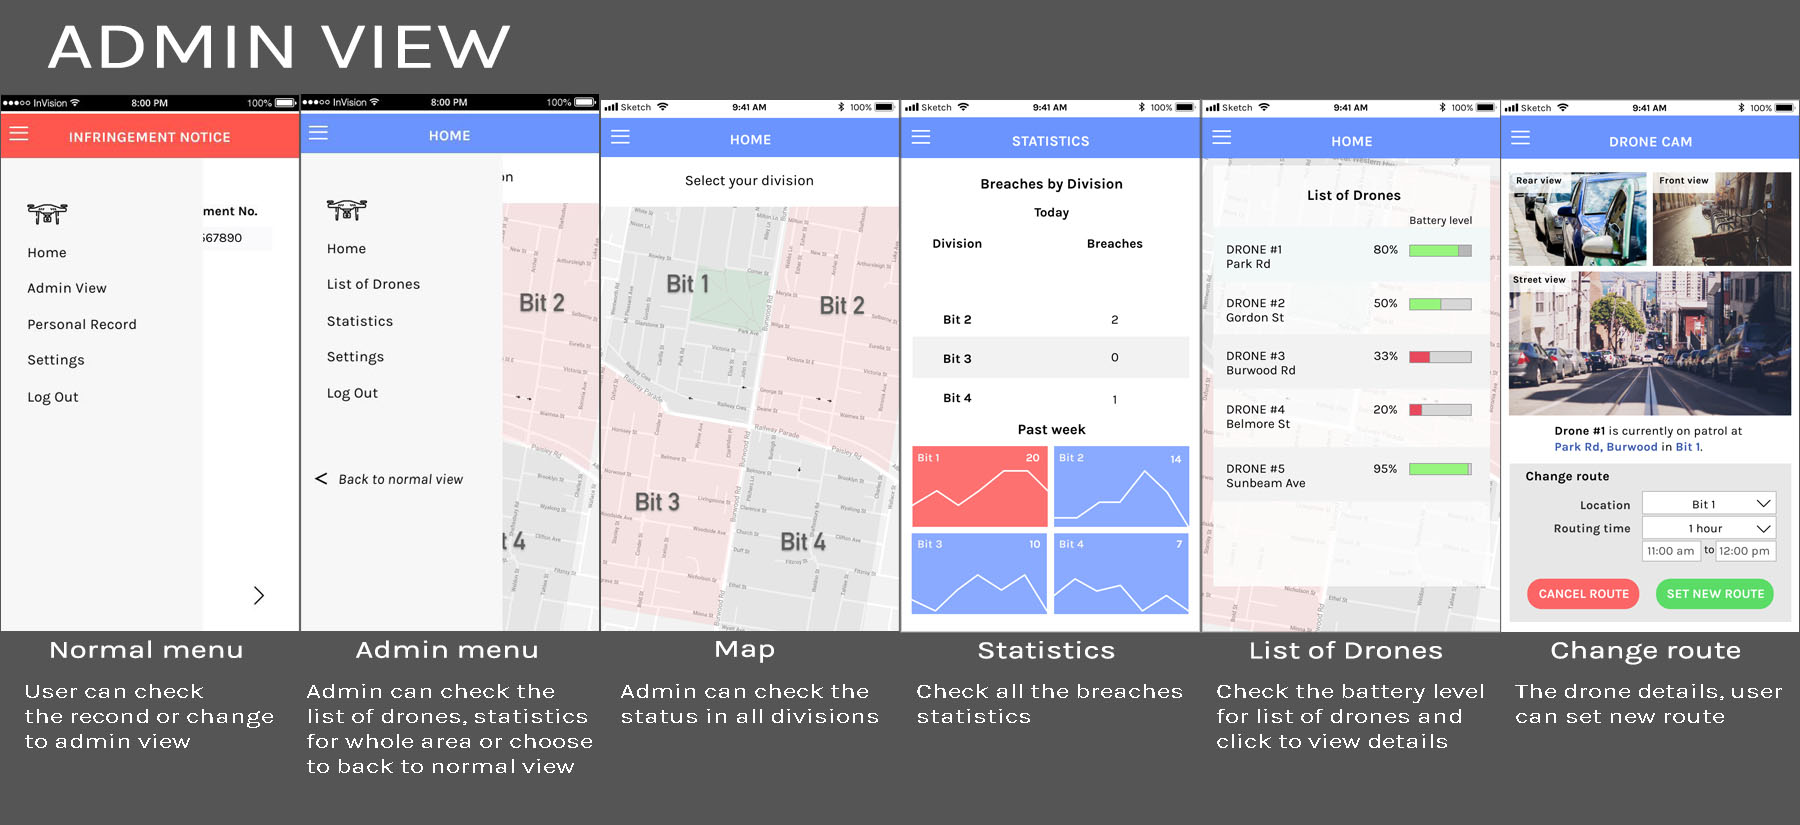 ADMIN VIEW
InVision
8:00 PM
100%
INFRINGEMENT NOTICE
ment No.
567890
Home
Admin View
Personal Record
Settings
Log Out
Normal menu
User can check
the recond or change
to admin view
InVision
8:00 PM
100%
HOME
on
Home
List of Drones
Statistics
Settings
Log Out
< Back to normal view
Bit 2
t 4
Admin menu
Admin can check the
list of drones, statistics
for whole area or choose
to back to normal view
Sketch
9:41 AM
100%
HOME
Select your division
Bit 1
Bit 2
Bit 3
Bit 4
Railway Parade
Railway Parade
Burwood Rd
Burwood Rd
Paisley Rd
Map
Admin can check the
status in all divisions
Sketch
9:41 AM
100%
STATISTICS
Breaches by Division
Today
Division Breaches
Bit 2 2
Bit 3 0
Bit 4 1
Past week
Bit 1 20
Bit 2 14
Bit 3 10
Bit 4 7
Statistics
Check all the breaches
statistics
Sketch
9:41 AM
100%
HOME
List of Drones
Battery level
DRONE #1 80%
Park Rd
DRONE #2 50%
Gordon St
DRONE #3 33%
Burwood Rd
DRONE #4 20%
Belmore St
DRONE #5 95%
Sunbeam Ave
List of Drones
Check the battery level
for list of drones and
click to view details
Sketch
9:41 AM
100%
DRONE CAM
Rear view
Front view
Street view
Drone #1 is currently on patrol at
Park Rd, Burwood in Bit 1.
Change route
Location Bit 1
Routing time 1 hour
11:00 am to 12:00 pm
CANCEL ROUTE
SET NEW ROUTE
Change route
The drone details, user
can set new route